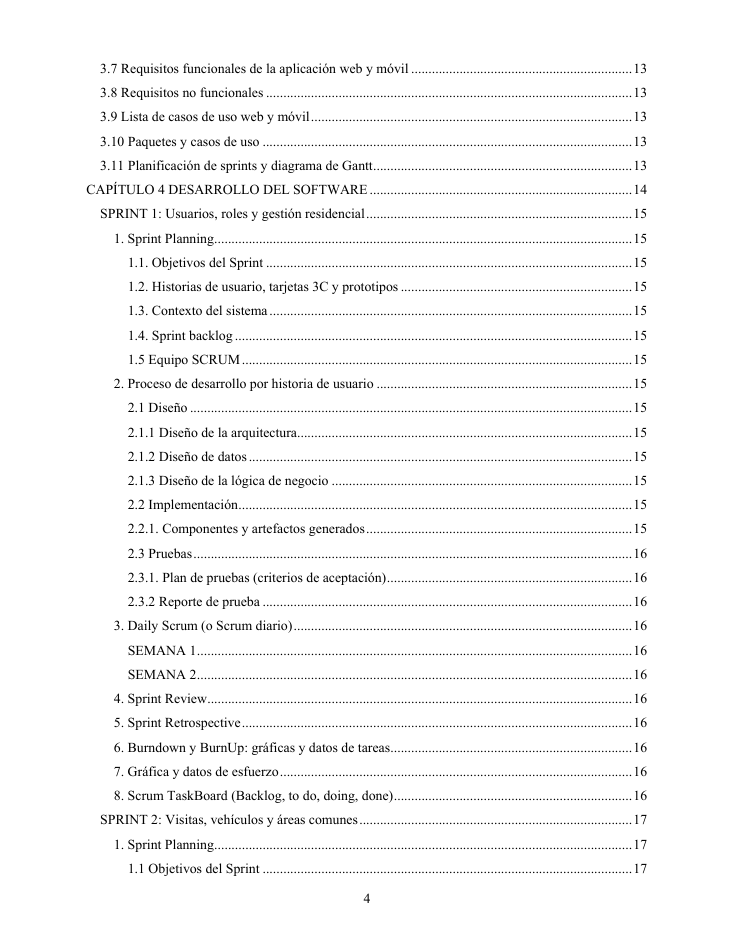 3.7 Requisitos funcionales de la aplicación web y móvil ................................................................ 13
3.8 Requisitos no funcionales .......................................................................................................... 13
3.9 Lista de casos de uso web y móvil............................................................................................. 13
3.10 Paquetes y casos de uso ........................................................................................................... 13
3.11 Planificación de sprints y diagrama de Gantt........................................................................... 13
CAPÍTULO 4 DESARROLLO DEL SOFTWARE ............................................................................ 14
SPRINT 1: Usuarios, roles y gestión residencial............................................................................. 15
1. Sprint Planning......................................................................................................................... 15
1.1. Objetivos del Sprint .......................................................................................................... 15
1.2. Historias de usuario, tarjetas 3C y prototipos ................................................................... 15
1.3. Contexto del sistema ......................................................................................................... 15
1.4. Sprint backlog ................................................................................................................... 15
1.5 Equipo SCRUM ................................................................................................................. 15
2. Proceso de desarrollo por historia de usuario .......................................................................... 15
2.1 Diseño ................................................................................................................................ 15
2.1.1 Diseño de la arquitectura................................................................................................. 15
2.1.2 Diseño de datos ............................................................................................................... 15
2.1.3 Diseño de la lógica de negocio ....................................................................................... 15
2.2 Implementación.................................................................................................................. 15
2.2.1. Componentes y artefactos generados............................................................................. 15
2.3 Pruebas............................................................................................................................... 16
2.3.1. Plan de pruebas (criterios de aceptación)....................................................................... 16
2.3.2 Reporte de prueba ........................................................................................................... 16
3. Daily Scrum (o Scrum diario).................................................................................................. 16
SEMANA 1.............................................................................................................................. 16
SEMANA 2.............................................................................................................................. 16
4. Sprint Review........................................................................................................................... 16
5. Sprint Retrospective................................................................................................................. 16
6. Burndown y BurnUp: gráficas y datos de tareas...................................................................... 16
7. Gráfica y datos de esfuerzo...................................................................................................... 16
8. Scrum TaskBoard (Backlog, to do, doing, done)..................................................................... 16
SPRINT 2: Visitas, vehículos y áreas comunes............................................................................... 17
1. Sprint Planning......................................................................................................................... 17
1.1 Objetivos del Sprint ........................................................................................................... 17
4